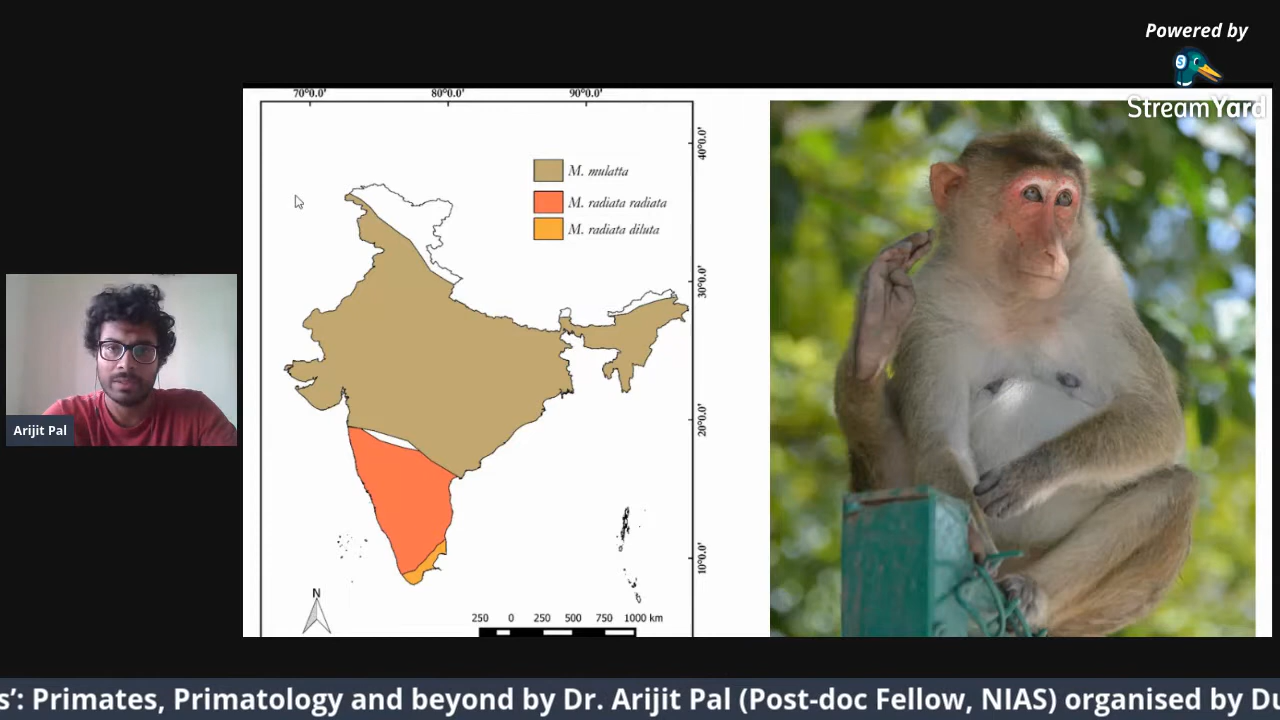 Powered by
StreamYard
70°0.0'
80°0.0'
90°0.0'
40°0.0'
M. mulatta
M. radiata radiata
M. radiata diluta
30°0.0'
20°0.0'
10°0.0'
Arijit Pal
N
250 0 250 500 750 1000 km
s’: Primates, Primatology and beyond by Dr. Arijit Pal (Post-doc Fellow, NIAS) organised by Du